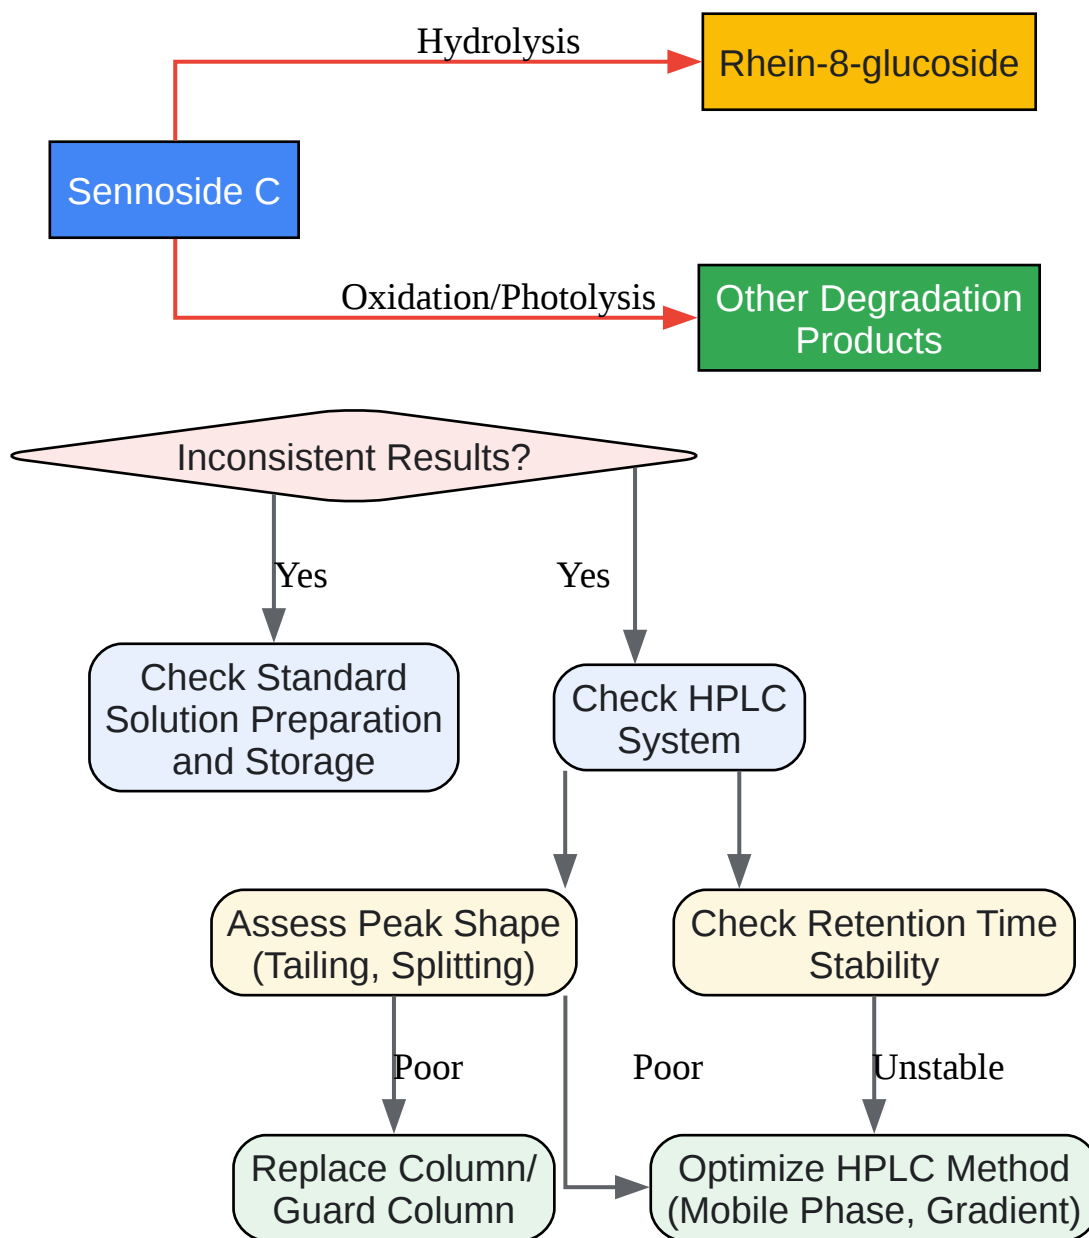 Hydrolysis
Rhein-8-glucoside
Sennoside C
Oxidation/Photolysis
Other Degradation
Products
Inconsistent Results?
Yes
Yes
Check Standard
Solution Preparation
and Storage
Check HPLC
System
Assess Peak Shape
(Tailing, Splitting)
Check Retention Time
Stability
Poor
Poor
Unstable
Replace Column/
Guard Column
Optimize HPLC Method
(Mobile Phase, Gradient)